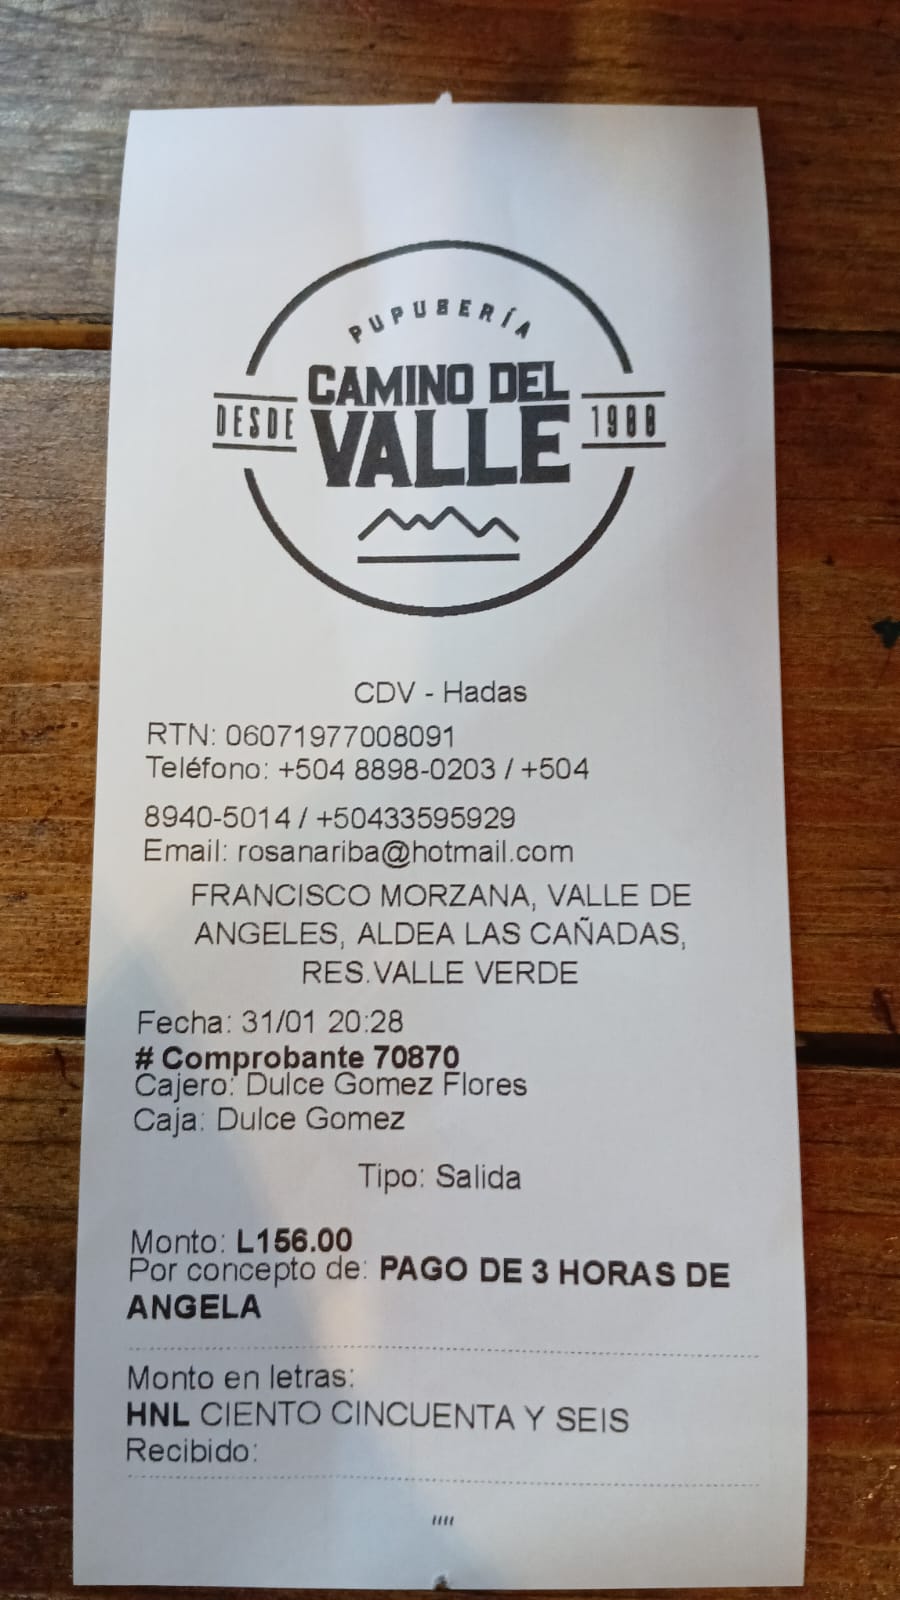 PUPUSERÍA
CAMINO DEL
DESDE VALLE 1988
CDV - Hadas
RTN: 06071977008091
Teléfono: +504 8898-0203 / +504
8940-5014 / +50433595929
Email: rosanariba@hotmail.com
FRANCISCO MORZANA, VALLE DE
ANGELES, ALDEA LAS CAÑADAS,
RES.VALLE VERDE
Fecha: 31/01 20:28
# Comprobante 70870
Cajero: Dulce Gomez Flores
Caja: Dulce Gomez
Tipo: Salida
Monto: L156.00
Por concepto de: PAGO DE 3 HORAS DE
ANGELA
Monto en letras:
HNL CIENTO CINCUENTA Y SEIS
Recibido:
""